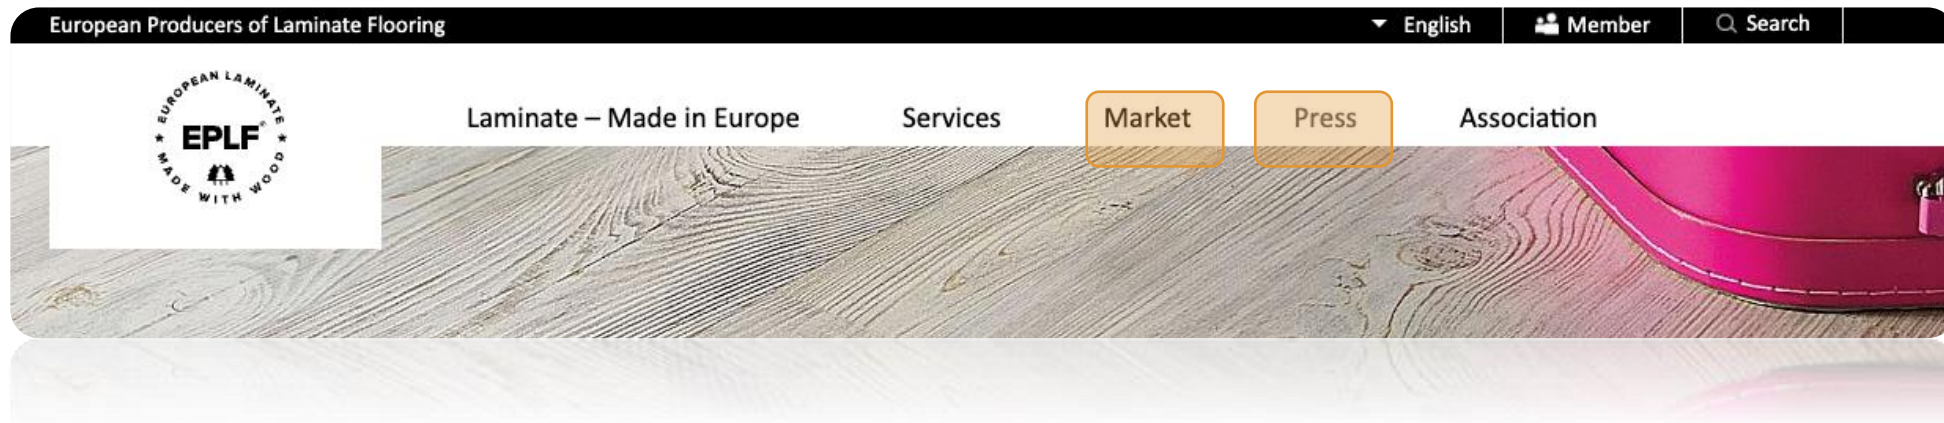 European Producers of Laminate Flooring
English
Member
Search
EUROPEAN LAMINATE
EPLF®
MADE WITH WOOD
Laminate – Made in Europe
Services
Market
Press
Association